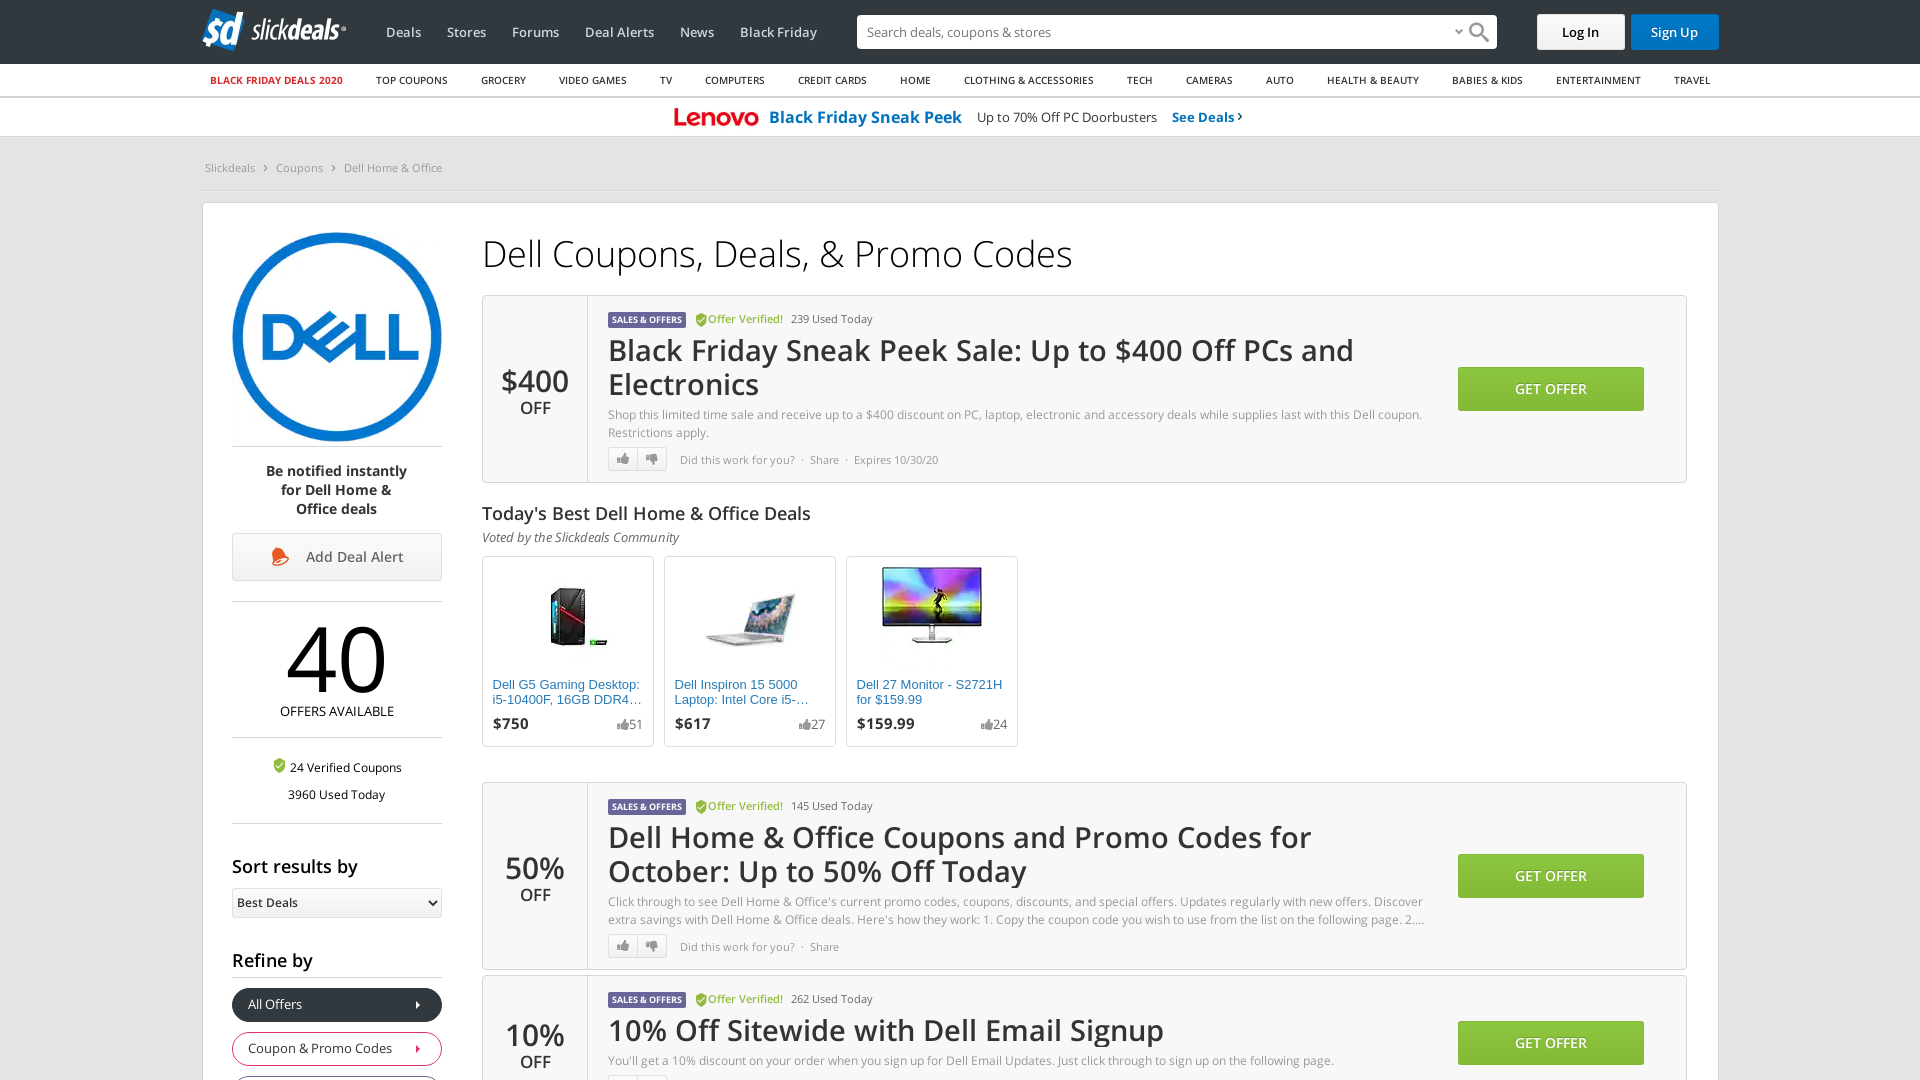 sd slickdeals
Deals Stores Forums Deal Alerts News Black Friday Search deals, coupons & stores Log In Sign Up
BLACK FRIDAY DEALS 2020 TOP COUPONS GROCERY VIDEO GAMES TV COMPUTERS CREDIT CARDS HOME CLOTHING & ACCESSORIES TECH CAMERAS AUTO HEALTH & BEAUTY BABIES & KIDS ENTERTAINMENT TRAVEL
Lenovo Black Friday Sneak Peek Up to 70% Off PC Doorbusters See Deals
Slickdeals Coupons Dell Home & Office
DELL
Be notified instantly
for Dell Home &
Office deals
Add Deal Alert
40
OFFERS AVAILABLE
24 Verified Coupons
3960 Used Today
Sort results by
Best Deals
Refine by
All Offers
Coupon & Promo Codes
Dell Coupons, Deals, & Promo Codes
$400
OFF
SALES & OFFERS Offer Verified! 239 Used Today
Black Friday Sneak Peek Sale: Up to $400 Off PCs and
Electronics
Shop this limited time sale and receive up to a $400 discount on PC, laptop, electronic and accessory deals while supplies last with this Dell coupon.
Restrictions apply.
Did this work for you? · Share · Expires 10/30/20
GET OFFER
Today's Best Dell Home & Office Deals
Voted by the Slickdeals Community
Dell G5 Gaming Desktop:
i5-10400F, 16GB DDR4…
$750 51
Dell Inspiron 15 5000
Laptop: Intel Core i5-…
$617 27
Dell 27 Monitor - S2721H
for $159.99
$159.99 24
50%
OFF
SALES & OFFERS Offer Verified! 145 Used Today
Dell Home & Office Coupons and Promo Codes for
October: Up to 50% Off Today
Click through to see Dell Home & Office's current promo codes, coupons, discounts, and special offers. Updates regularly with new offers. Discover
extra savings with Dell Home & Office deals. Here's how they work: 1. Copy the coupon code you wish to use from the list on the following page. 2.…
Did this work for you? · Share
GET OFFER
10%
OFF
SALES & OFFERS Offer Verified! 262 Used Today
10% Off Sitewide with Dell Email Signup
You'll get a 10% discount on your order when you sign up for Dell Email Updates. Just click through to sign up on the following page.
GET OFFER